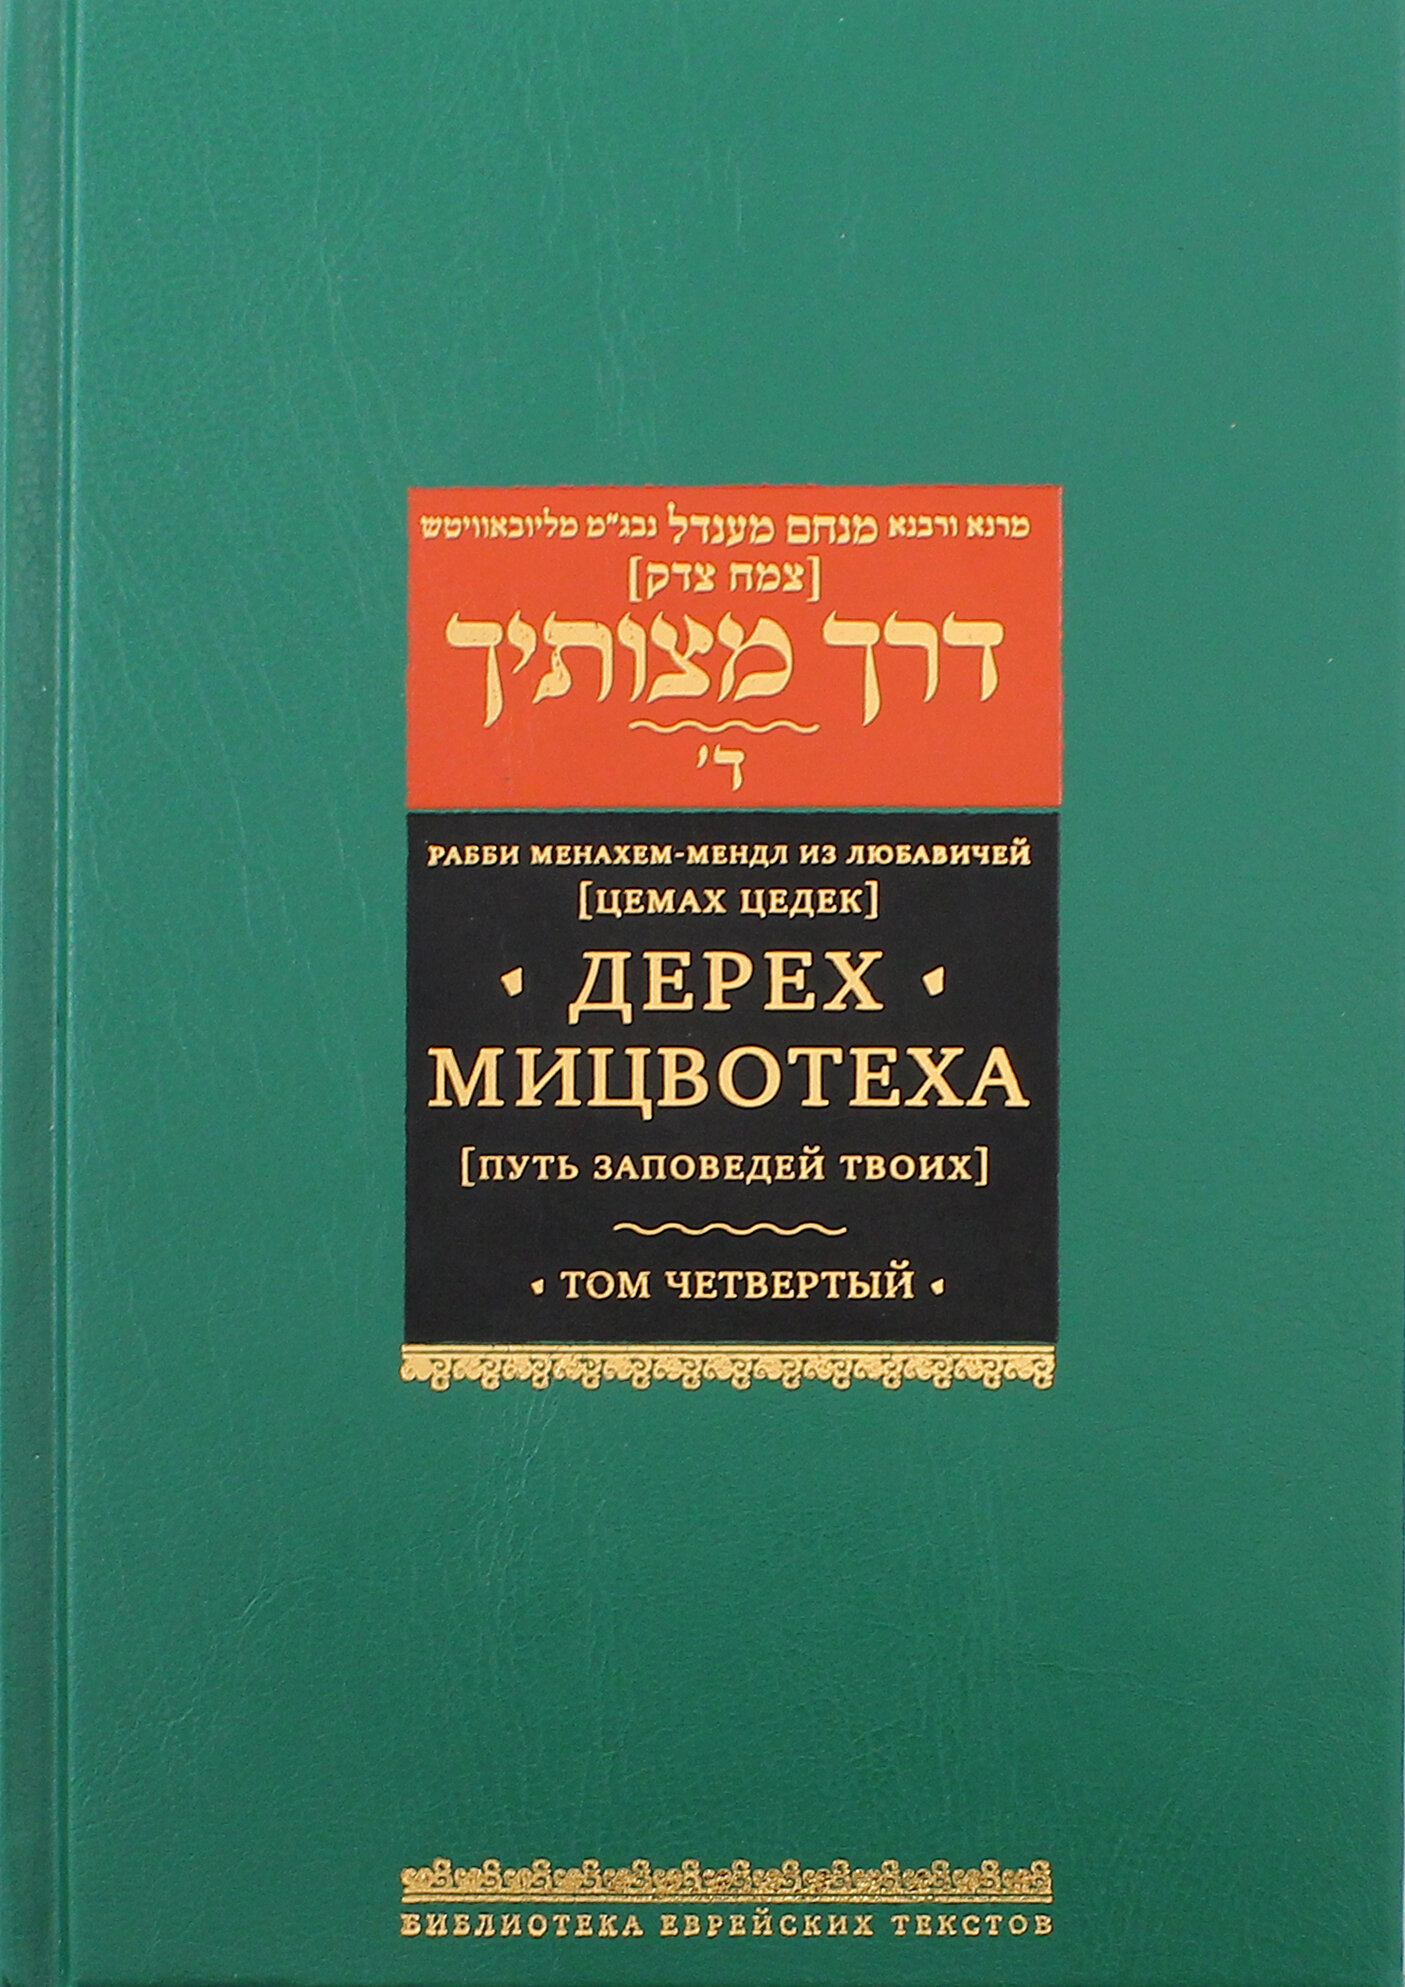 מרנא ורבנא מנחם מענדל נבג"מ מליובאוויטש
[צמח צדק]
דרך מצותיך
ד'
РАББИ МЕНАХЕМ-МЕНДЛ ИЗ ЛЮБАВИЧЕЙ
[ЦЕМАХ ЦЕДЕК]
• ДЕРЕХ •
МИЦВОТЕХА
[ПУТЬ ЗАПОВЕДЕЙ ТВОИХ]
• ТОМ ЧЕТВЕРТЫЙ •
БИБЛИОТЕКА ЕВРЕЙСКИХ ТЕКСТОВ